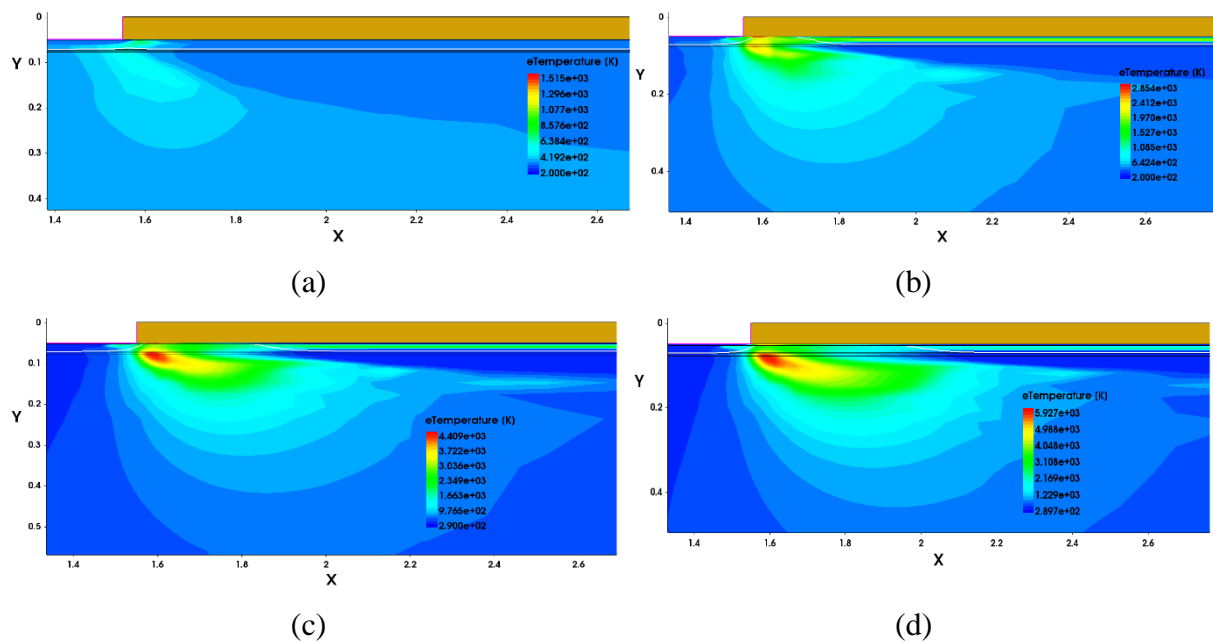 0
0.1
0.2
0.3
0.4
Y
1.4 1.6 1.8 2 2.2 2.4 2.6
X
eTemperature (K)
1.515e+03
1.296e+03
1.077e+03
8.576e+02
6.384e+02
4.192e+02
2.000e+02
(a)
0
0.2
0.4
Y
1.4 1.6 1.8 2 2.2 2.4 2.6
X
eTemperature (K)
2.854e+03
2.412e+03
1.970e+03
1.527e+03
1.085e+03
6.424e+02
2.000e+02
(b)
0
0.1
0.2
0.3
0.4
0.5
Y
1.4 1.6 1.8 2 2.2 2.4 2.6
X
eTemperature (K)
4.409e+03
3.722e+03
3.036e+03
2.349e+03
1.663e+03
9.765e+02
2.900e+02
(c)
0
0.2
0.4
Y
1.4 1.6 1.8 2 2.2 2.4 2.6
X
eTemperature (K)
5.927e+03
4.988e+03
4.048e+03
3.108e+03
2.169e+03
1.229e+03
2.897e+02
(d)